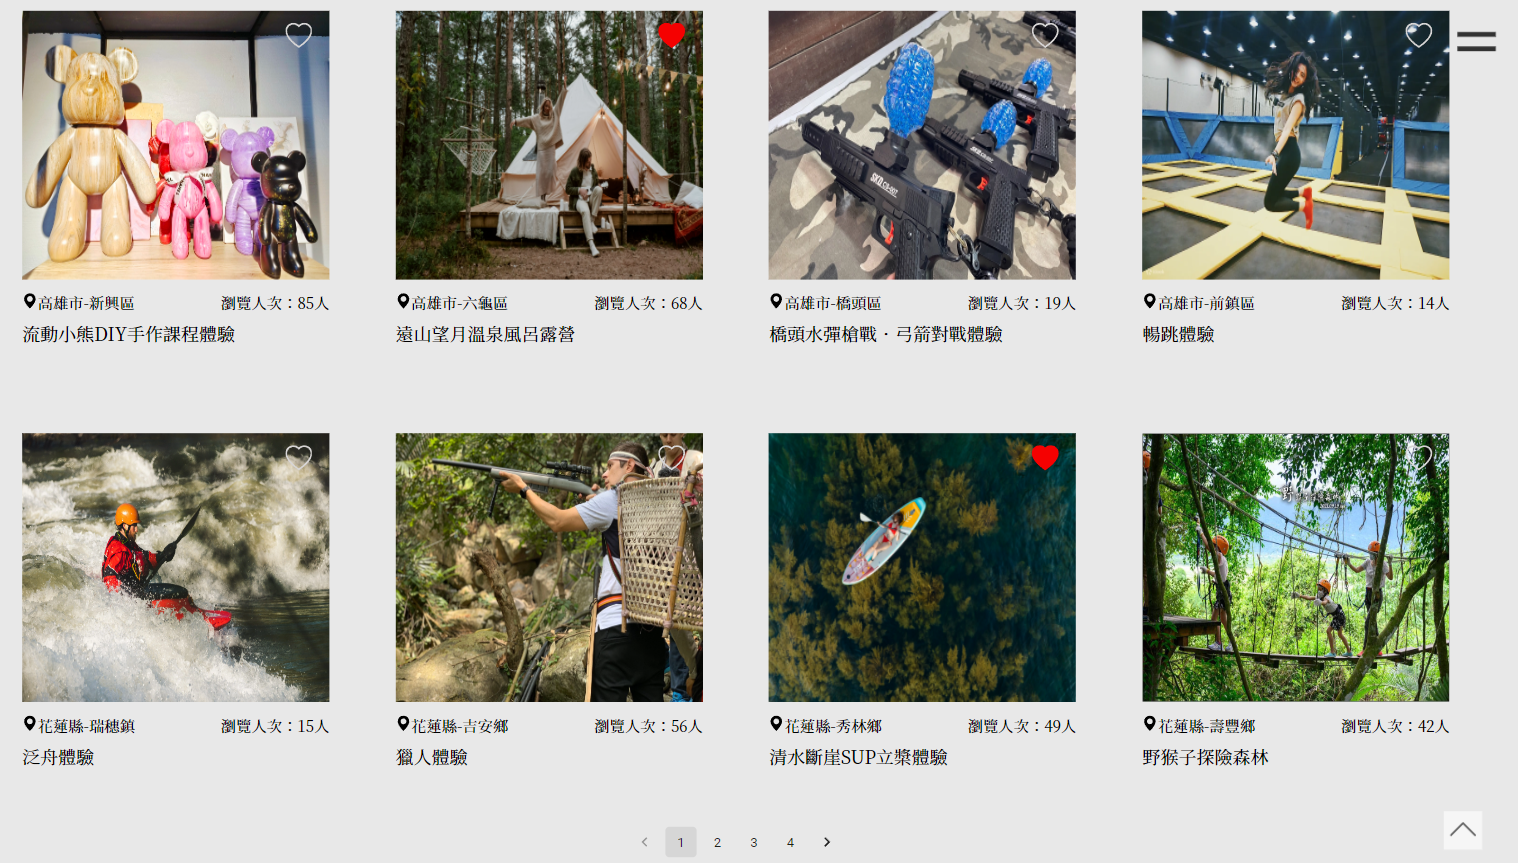 高雄市-新興區 瀏覽人次：85人
流動小熊DIY手作課程體驗
高雄市-六龜區 瀏覽人次：68人
遠山望月溫泉風呂露營
高雄市-橋頭區 瀏覽人次：19人
橋頭水彈槍戰‧弓箭對戰體驗
高雄市-前鎮區 瀏覽人次：14人
暢跳體驗
花蓮縣-瑞穗鎮 瀏覽人次：15人
泛舟體驗
花蓮縣-吉安鄉 瀏覽人次：56人
獵人體驗
花蓮縣-秀林鄉 瀏覽人次：49人
清水斷崖SUP立槳體驗
花蓮縣-壽豐鄉 瀏覽人次：42人
野猴子探險森林
1 2 3 4